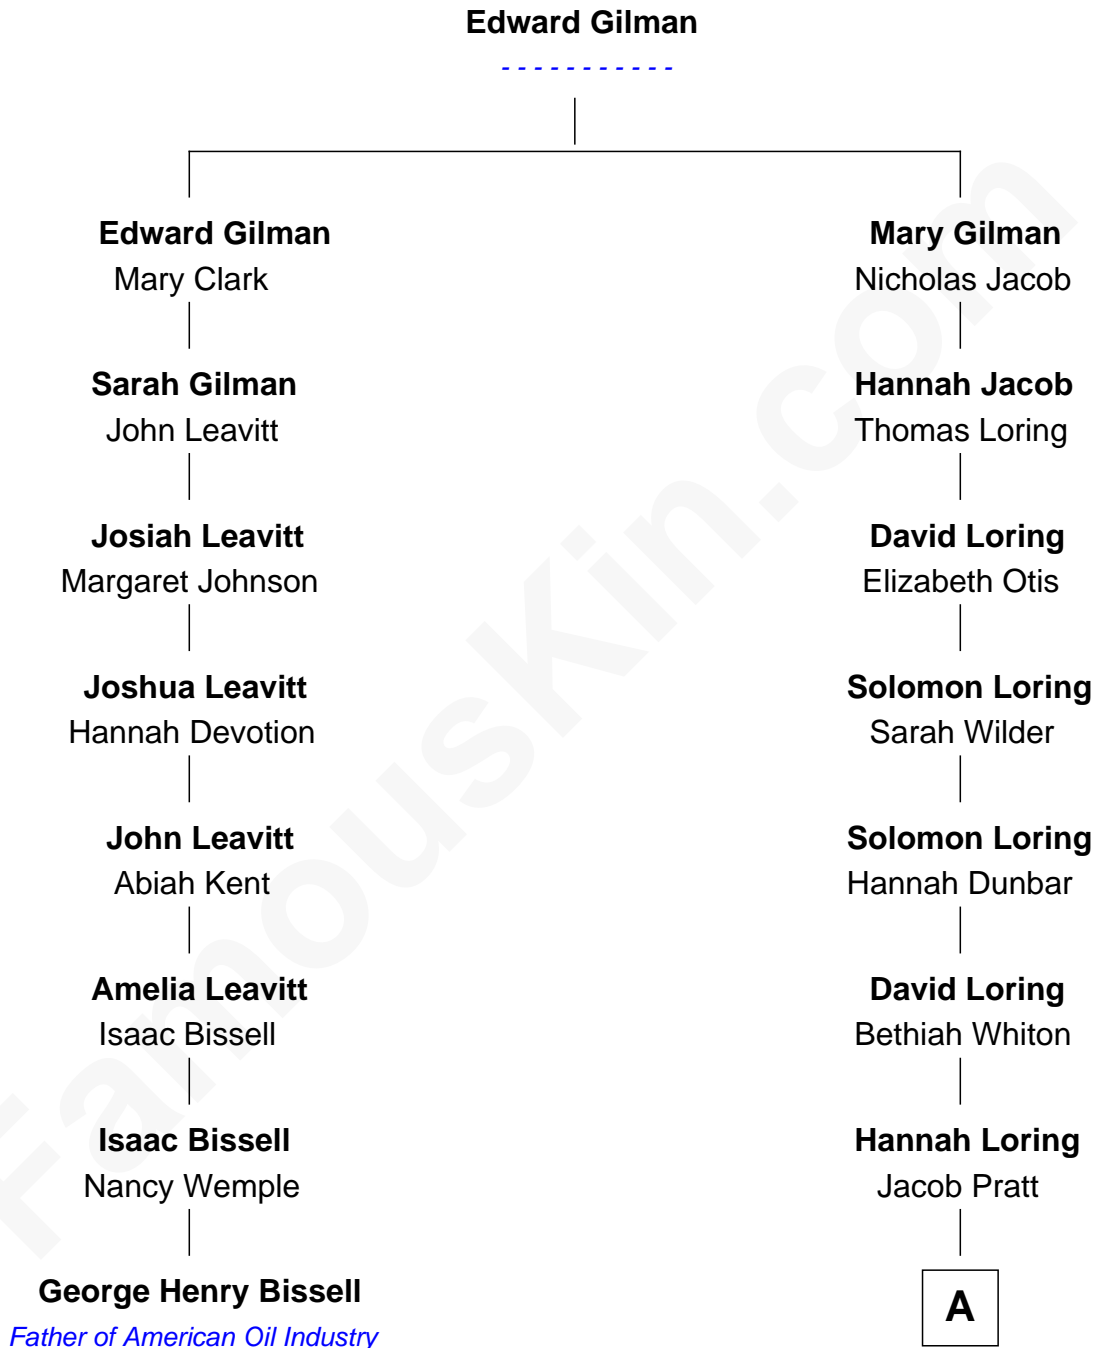 Edward Gilman
- - - - - - - - - - -
Edward Gilman
Mary Clark
Mary Gilman
Nicholas Jacob
Sarah Gilman
John Leavitt
Hannah Jacob
Thomas Loring
Josiah Leavitt
Margaret Johnson
David Loring
Elizabeth Otis
Joshua Leavitt
Hannah Devotion
Solomon Loring
Sarah Wilder
John Leavitt
Abiah Kent
Solomon Loring
Hannah Dunbar
Amelia Leavitt
Isaac Bissell
David Loring
Bethiah Whiton
Isaac Bissell
Nancy Wemple
Hannah Loring
Jacob Pratt
George Henry Bissell
Father of American Oil Industry
A
FamousKin.com